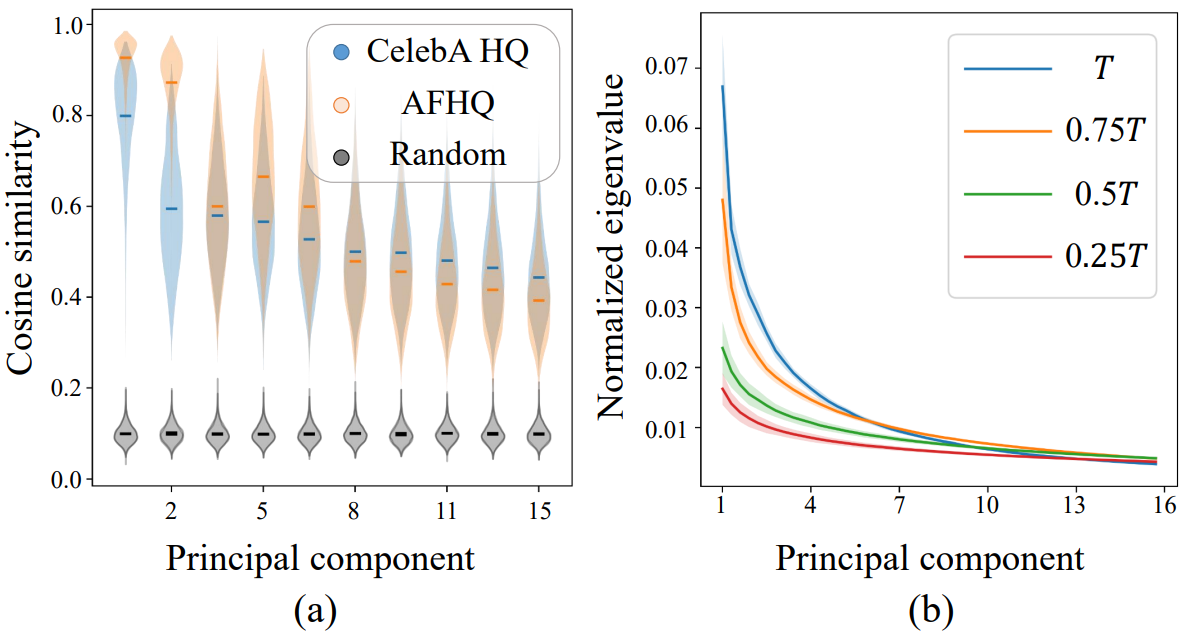 1.0
0.8
0.6
0.4
0.2
0.0
Cosine similarity
CelebA HQ
AFHQ
Random
2 5 8 11 15
Principal component
(a)
0.07
0.06
0.05
0.04
0.03
0.02
0.01
Normalized eigenvalue
T
0.75T
0.5T
0.25T
1 4 7 10 13 16
Principal component
(b)